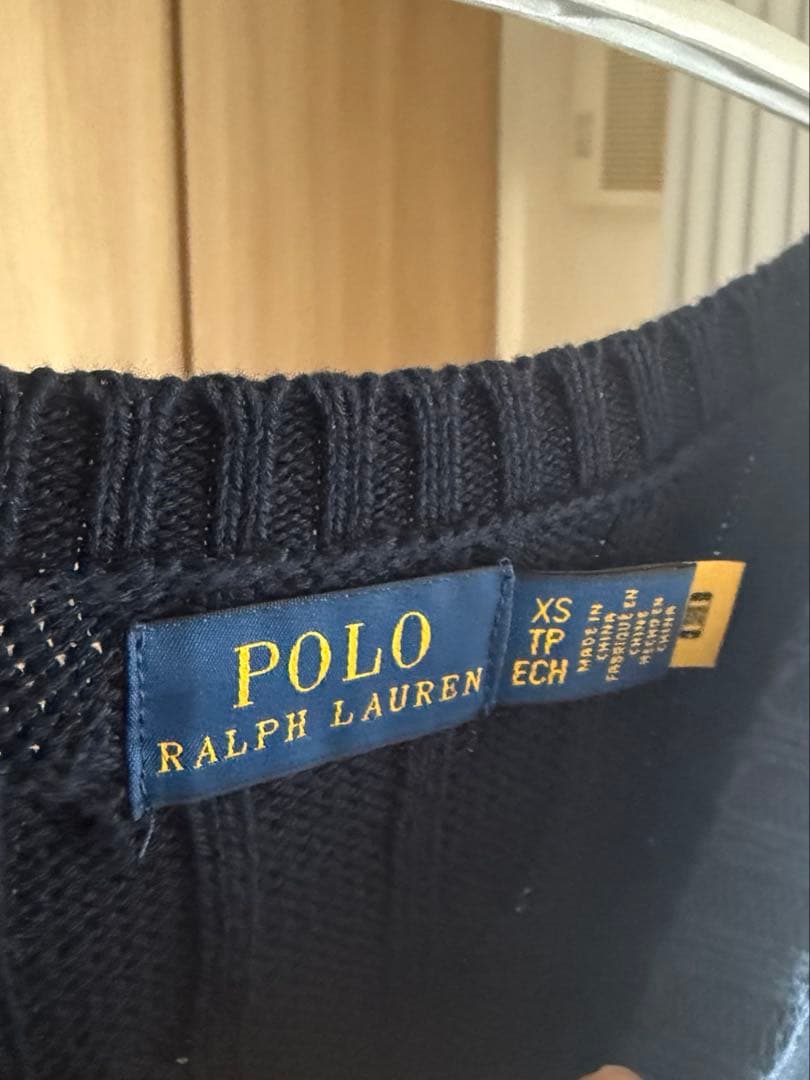 POLO
RALPH LAUREN
XS
TP
ECH
MADE IN
CHINA
FABRIQUÉ EN
CHINE
HECHO EN
CHINA